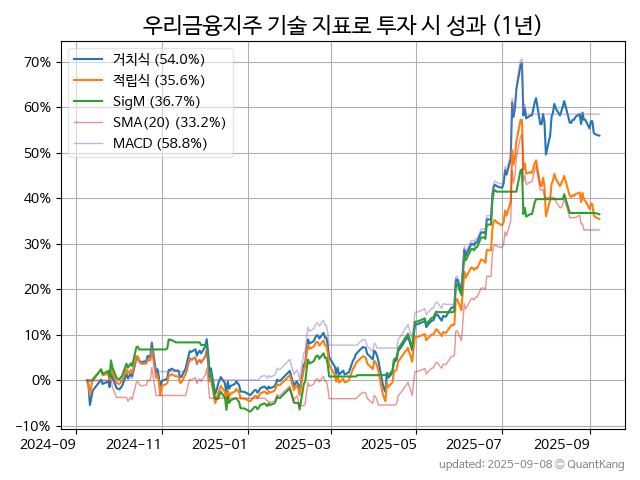 우리금융지주 기술 지표로 투자 시 성과 (1년)
거치식 (54.0%)
적립식 (35.6%)
SigM (36.7%)
SMA(20) (33.2%)
MACD (58.8%)
70%
60%
50%
40%
30%
20%
10%
0%
-10%
2024-09
2024-11
2025-01
2025-03
2025-05
2025-07
2025-09
updated: 2025-09-08 © QuantKang